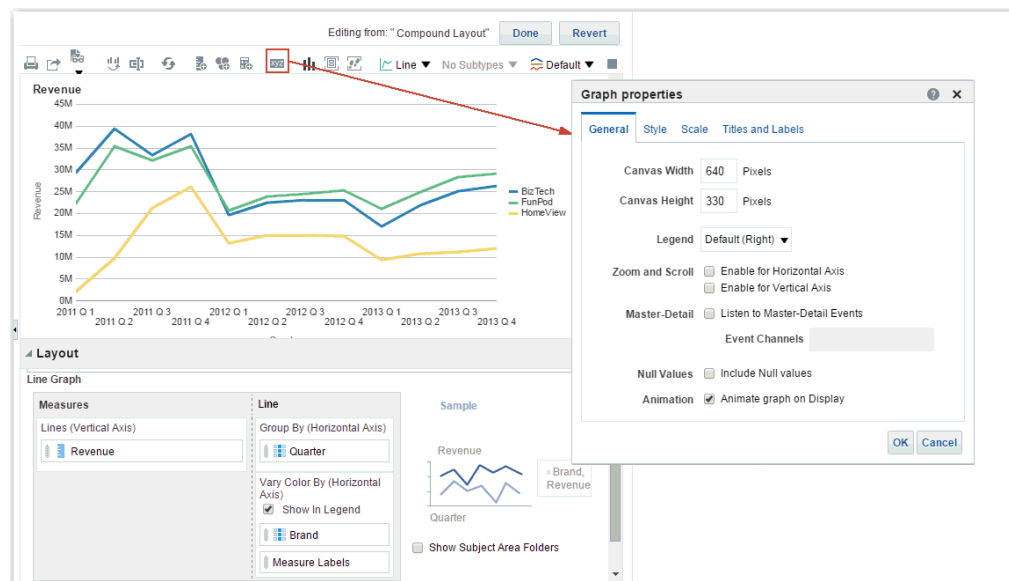 Editing from: "Compound Layout" Done Revert
Line No Subtypes Default
Revenue
45M
40M
35M
30M
25M
20M
15M
10M
5M
0M
Revenue
BizTech
FunPod
HomeView
2011 Q 1 2011 Q 3 2012 Q 1 2012 Q 3 2013 Q 1 2013 Q 3
2011 Q 2 2011 Q 4 2012 Q 2 2012 Q 4 2013 Q 2 2013 Q 4
Layout
Line Graph
Measures
Lines (Vertical Axis)
Revenue
Line
Group By (Horizontal Axis)
Quarter
Vary Color By (Horizontal
Axis)
Show In Legend
Brand
Measure Labels
Sample
Revenue
Brand,
Revenue
Quarter
Show Subject Area Folders
Graph properties
General Style Scale Titles and Labels
Canvas Width 640 Pixels
Canvas Height 330 Pixels
Legend Default (Right)
Zoom and Scroll Enable for Horizontal Axis
Enable for Vertical Axis
Master-Detail Listen to Master-Detail Events
Event Channels
Null Values Include Null values
Animation Animate graph on Display
OK Cancel